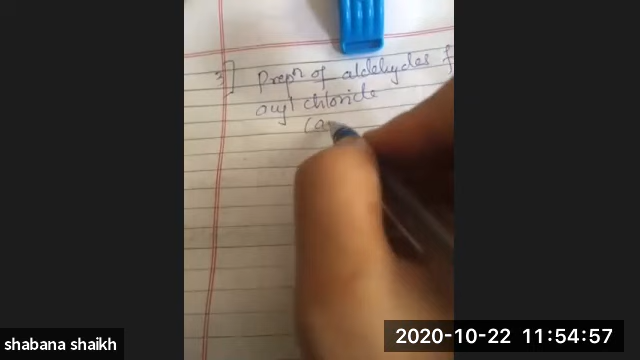 3] Prepn of aldehydes f
acyl chloride
(a
shabana shaikh
2020-10-22 11:54:57